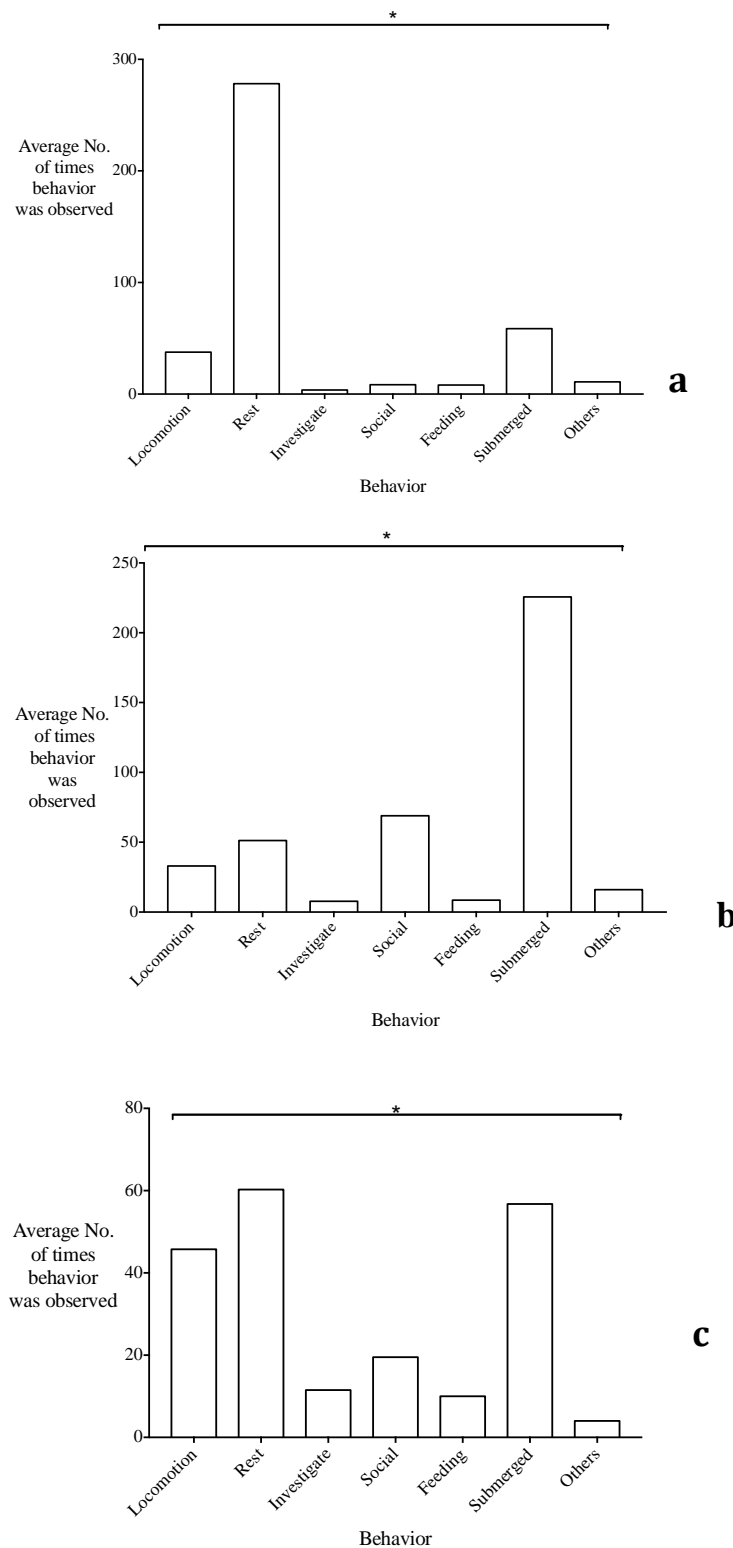 *
300
Average No.
of times
behavior
was observed
200
100
0
a
Locomotion
Rest
Investigate
Social
Feeding
Submerged
Others
Behavior
*
250
200
150
Average No.
of times
behavior
was
observed
100
50
0
b
Locomotion
Rest
Investigate
Social
Feeding
Submerged
Others
Behavior
80
*
60
Average No.
of times
behavior
was observed
40
20
0
c
Locomotion
Rest
Investigate
Social
Feeding
Submerged
Others
Behavior